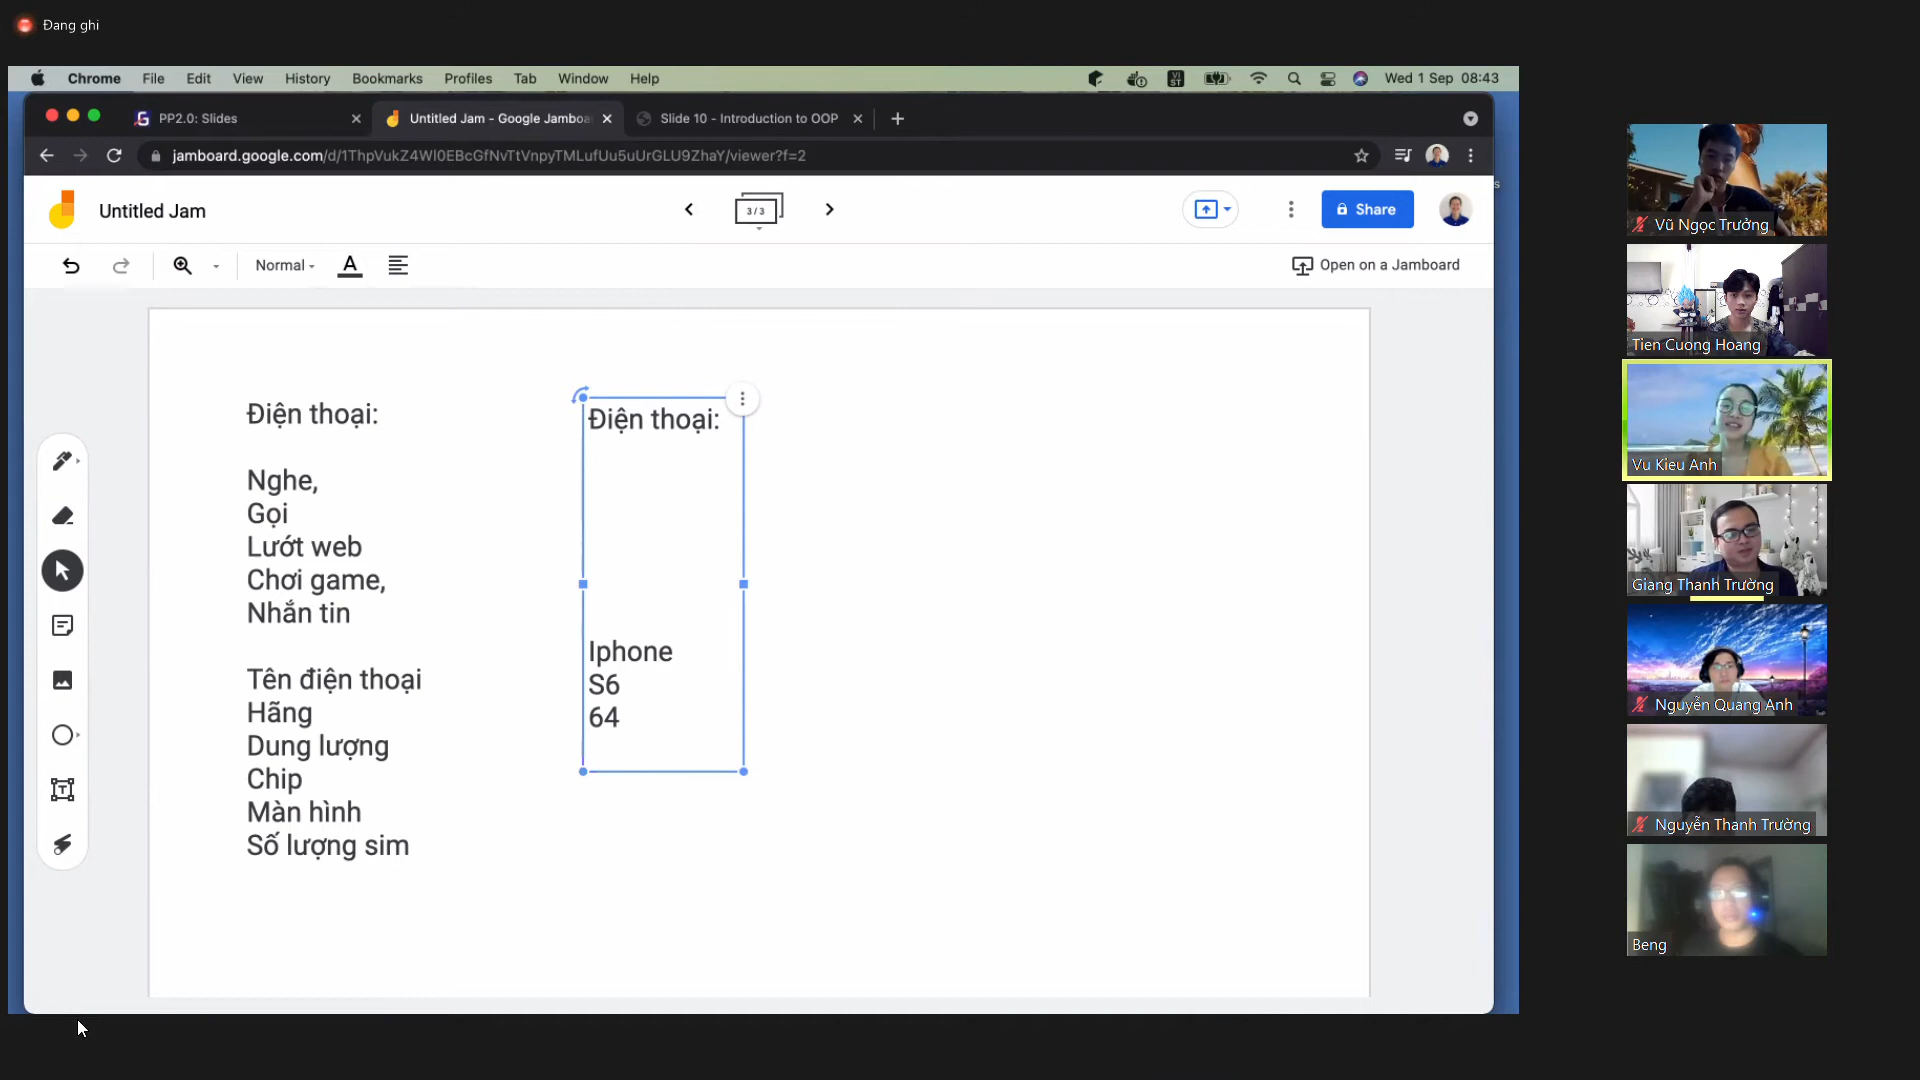 Đang ghi
Chrome File Edit View History Bookmarks Profiles Tab Window Help
Wed 1 Sep 08:43
PP2.0: Slides
Untitled Jam - Google Jamboa
Slide 10 - Introduction to OOP
jamboard.google.com/d/1ThpVukZ4Wl0EBcGfNvTtVnpyTMLufUu5uUrGLU9ZhaY/viewer?f=2
Untitled Jam
3/3
Share
Normal
A
Open on a Jamboard
Điện thoại:
Nghe,
Gọi
Lướt web
Chơi game,
Nhắn tin
Tên điện thoại
Hãng
Dung lượng
Chip
Màn hình
Số lượng sim
Điện thoại:
Iphone
S6
64
Vũ Ngọc Trưởng
Tien Cuong Hoang
Vu Kieu Anh
Giang Thanh Trường
Nguyễn Quang Anh
Nguyễn Thanh Trường
Beng